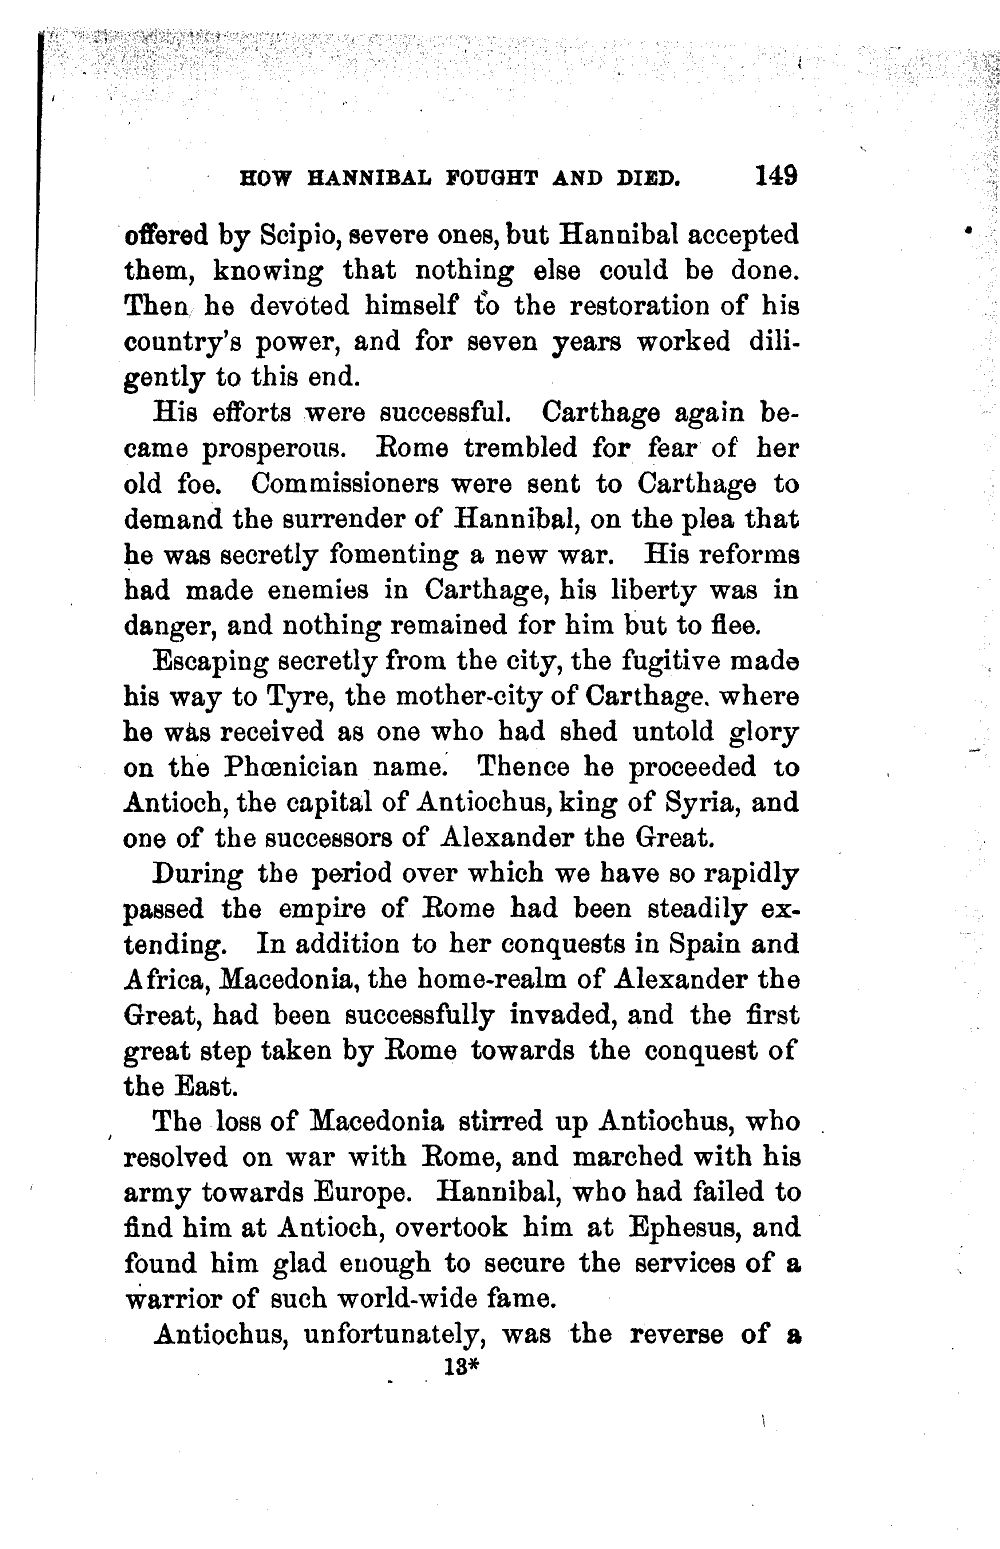 HOW HANNIBAL FOUGHT AND DIED. 149
offered by Scipio, severe ones, but Hannibal accepted
them, knowing that nothing else could be done.
Then he devoted himself to the restoration of his
country's power, and for seven years worked dili-
gently to this end.
His efforts were successful. Carthage again be-
came prosperous. Rome trembled for fear of her
old foe. Commissioners were sent to Carthage to
demand the surrender of Hannibal, on the plea that
he was secretly fomenting a new war. His reforms
had made enemies in Carthage, his liberty was in
danger, and nothing remained for him but to flee.
Escaping secretly from the city, the fugitive made
his way to Tyre, the mother-city of Carthage. where
he was received as one who had shed untold glory
on the Phœnician name. Thence he proceeded to
Antioch, the capital of Antiochus, king of Syria, and
one of the successors of Alexander the Great.
During the period over which we have so rapidly
passed the empire of Rome had been steadily ex-
tending. In addition to her conquests in Spain and
Africa, Macedonia, the home-realm of Alexander the
Great, had been successfully invaded, and the first
great step taken by Rome towards the conquest of
the East.
The loss of Macedonia stirred up Antiochus, who
resolved on war with Rome, and marched with his
army towards Europe. Hannibal, who had failed to
find him at Antioch, overtook him at Ephesus, and
found him glad enough to secure the services of a
warrior of such world-wide fame.
Antiochus, unfortunately, was the reverse of a
13*